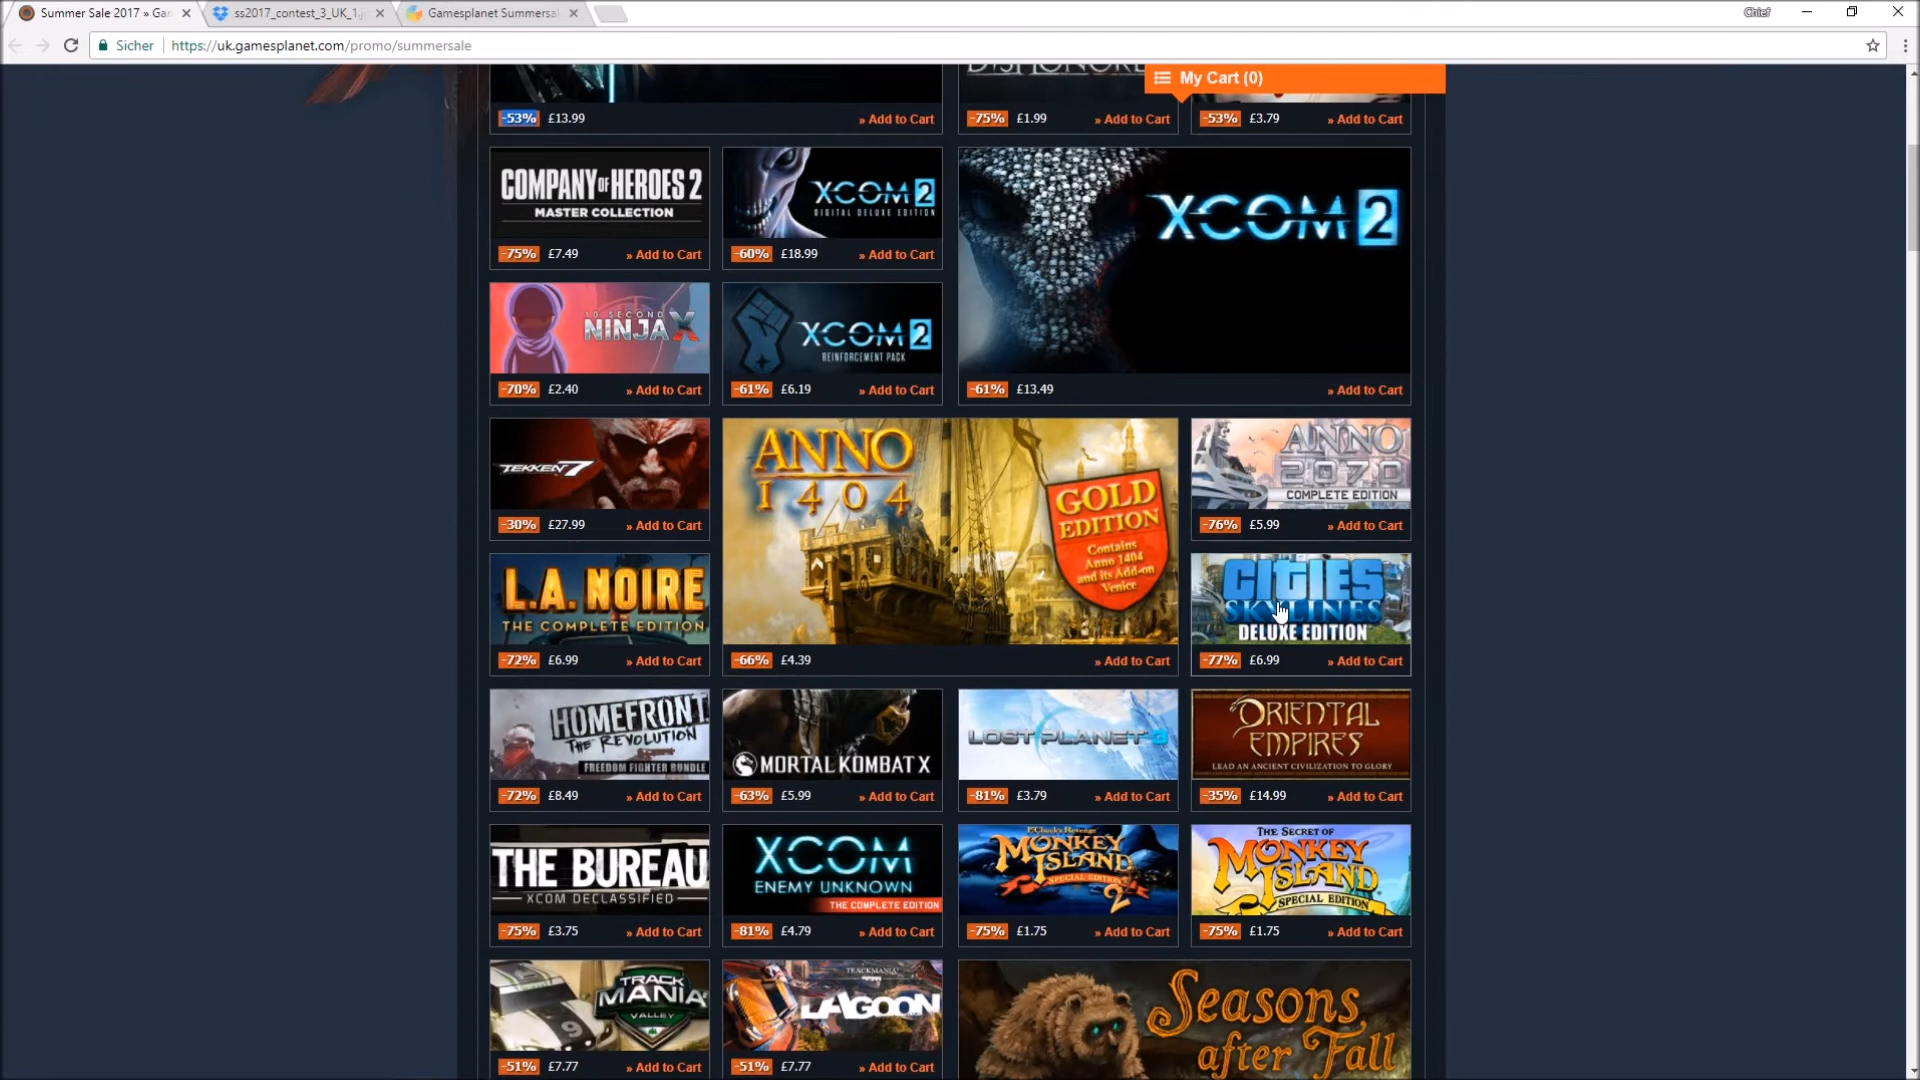 Summer Sale 2017 » Gam
ss2017_contest_3_UK_1.j
Gamesplanet Summersa
Chief
Sicher
https://uk.gamesplanet.com/promo/summersale
My Cart (0)
-53% £13.99 » Add to Cart
-75% £1.99 » Add to Cart
-53% £3.79 » Add to Cart
COMPANY OF HEROES 2
MASTER COLLECTION
XCOM 2
DIGITAL DELUXE EDITION
XCOM 2
-75% £7.49 » Add to Cart
-60% £18.99 » Add to Cart
10 SECOND
NINJA X
XCOM 2
REINFORCEMENT PACK
-70% £2.40 » Add to Cart
-61% £6.19 » Add to Cart
-61% £13.49 » Add to Cart
TEKKEN 7
ANNO
1404
GOLD
EDITION
Contains
Anno 1404
and its Add-on
Venice
ANNO
2070
COMPLETE EDITION
-30% £27.99 » Add to Cart
-76% £5.99 » Add to Cart
L.A. NOIRE
THE COMPLETE EDITION
CITIES
SKYLINES
DELUXE EDITION
-72% £6.99 » Add to Cart
-66% £4.39 » Add to Cart
-77% £6.99 » Add to Cart
HOMEFRONT
THE REVOLUTION
FREEDOM FIGHTER BUNDLE
MORTAL KOMBAT X
LOST PLANET 3
ORIENTAL
EMPIRES
LEAD AN ANCIENT CIVILIZATION TO GLORY
-72% £8.49 » Add to Cart
-63% £5.99 » Add to Cart
-81% £3.79 » Add to Cart
-35% £14.99 » Add to Cart
THE BUREAU
XCOM DECLASSIFIED
XCOM
ENEMY UNKNOWN
THE COMPLETE EDITION
LeChuck's Revenge
MONKEY
ISLAND
SPECIAL EDITION
2
THE SECRET OF
MONKEY
ISLAND
SPECIAL EDITION
-75% £3.75 » Add to Cart
-81% £4.79 » Add to Cart
-75% £1.75 » Add to Cart
-75% £1.75 » Add to Cart
TRACK
MANIA
VALLEY
9
TRACKMANIA²
LAGOON
Seasons
after Fall
-51% £7.77 » Add to Cart
-51% £7.77 » Add to Cart